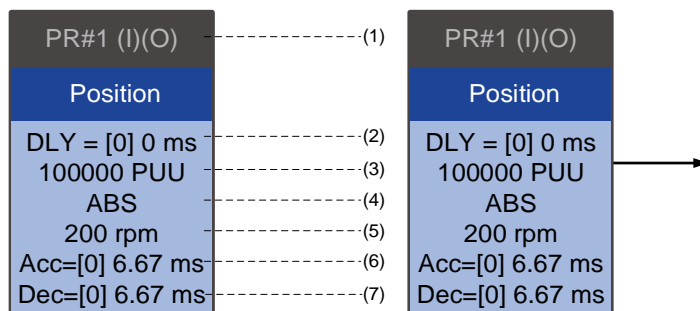 PR#1 (I)(O)
Position
DLY = [0] 0 ms
100000 PUU
ABS
200 rpm
Acc=[0] 6.67 ms
Dec=[0] 6.67 ms
(1)
(2)
(3)
(4)
(5)
(6)
(7)
PR#1 (I)(O)
Position
DLY = [0] 0 ms
100000 PUU
ABS
200 rpm
Acc=[0] 6.67 ms
Dec=[0] 6.67 ms